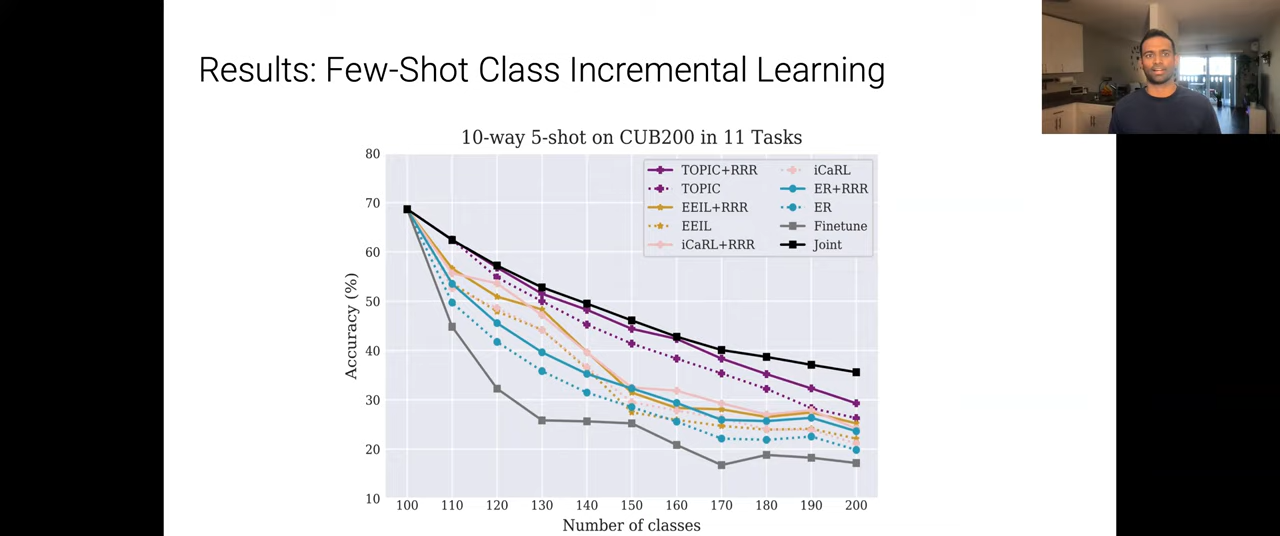 Results: Few-Shot Class Incremental Learning
10-way 5-shot on CUB200 in 11 Tasks
80
70
60
50
40
30
20
10
Accuracy (%)
TOPIC+RRR
TOPIC
EEIL+RRR
EEIL
iCaRL+RRR
iCaRL
ER+RRR
ER
Finetune
Joint
100 110 120 130 140 150 160 170 180 190 200
Number of classes